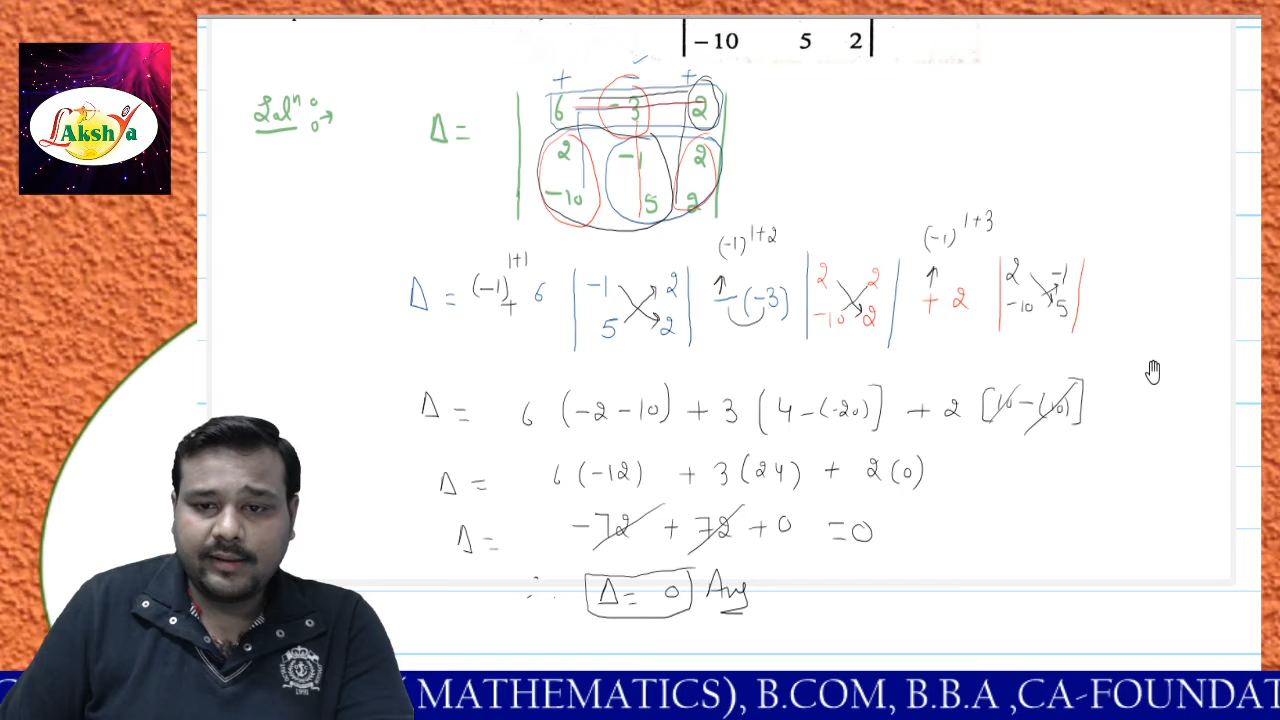 -10 5 2
LAkshYa
Solⁿ :→
+ - +
Δ = | 6 -3 2 |
| 2 -1 2 |
| -10 5 2 |
(-1)^{1+2} (-1)^{1+3}
Δ = (-1)^{1+1} + 6 | -1 2 | - (-3) | 2 2 | + 2 | 2 -1 |
| 5 2 | | -10 2 | | -10 5 |
Δ = 6 (-2-10) + 3 [4-(-20)] + 2 [10-(10)]
Δ = 6(-12) + 3(24) + 2(0)
Δ = -72 + 72 + 0 = 0
∴ Δ = 0 Ans
1991
( MATHEMATICS), B.COM, B.B.A ,CA-FOUNDAT